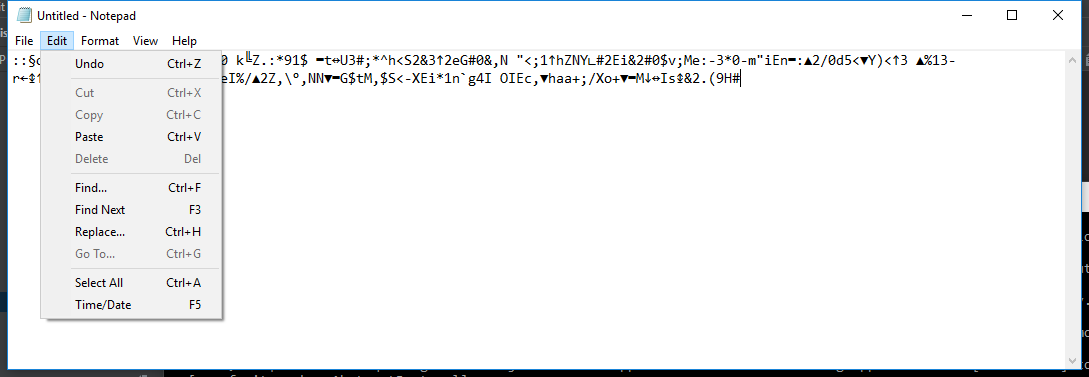 Untitled - Notepad
File Edit Format View Help
Undo Ctrl+Z
Cut Ctrl+X
Copy Ctrl+C
Paste Ctrl+V
Delete Del
Find... Ctrl+F
Find Next F3
Replace... Ctrl+H
Go To... Ctrl+G
Select All Ctrl+A
Time/Date F5
::§
0 k╚Z.:*91$ ▬t↔U3#;*^h<S2&3↑2eG#0&,N "<;1↑hZNY∟#2Ei&2#0$v;Me:-3*0-m"iEn▬:▲2/0d5<▼Y)<↑3 ▲%13-
r←↨↑
eI%/▲2Z,\°,NN▼▬G$tM,$S<-XEi*1n`g4I OIEc,▼haa+;/Xo+▼▬M↓↔Is↨&2.(9H#